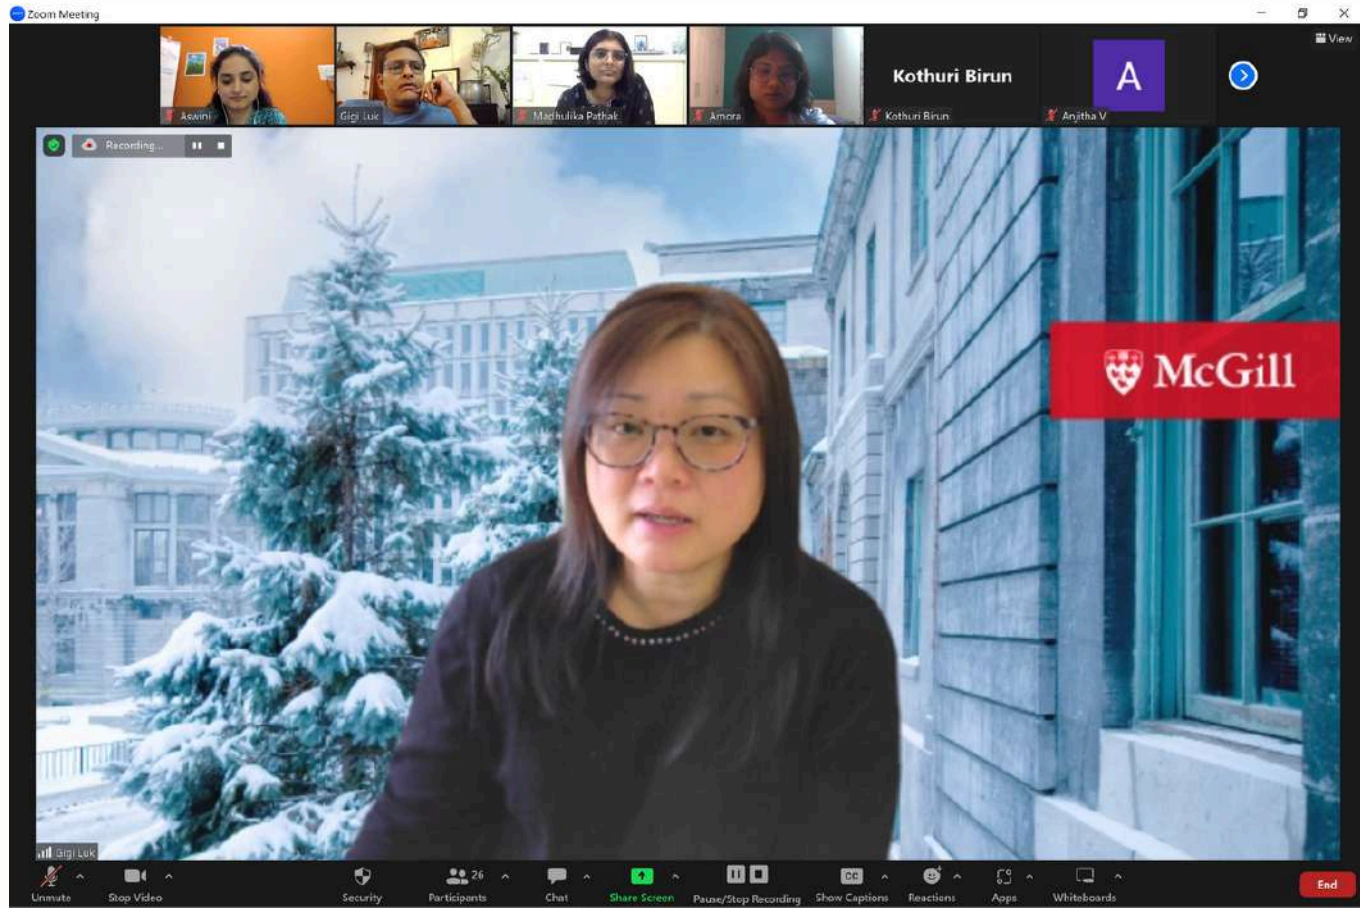 Zoom Meeting
View
Aswini
Gigi Luk
Madhulika Pathak
Amora
Kothuri Birun
Kothuri Birun
A
Anjitha V
Recording...
McGill
Gigi Luk
26
CC
Unmute
Stop Video
Security
Participants
Chat
Share Screen
Pause/Stop Recording
Show Captions
Reactions
Apps
Whiteboards
End